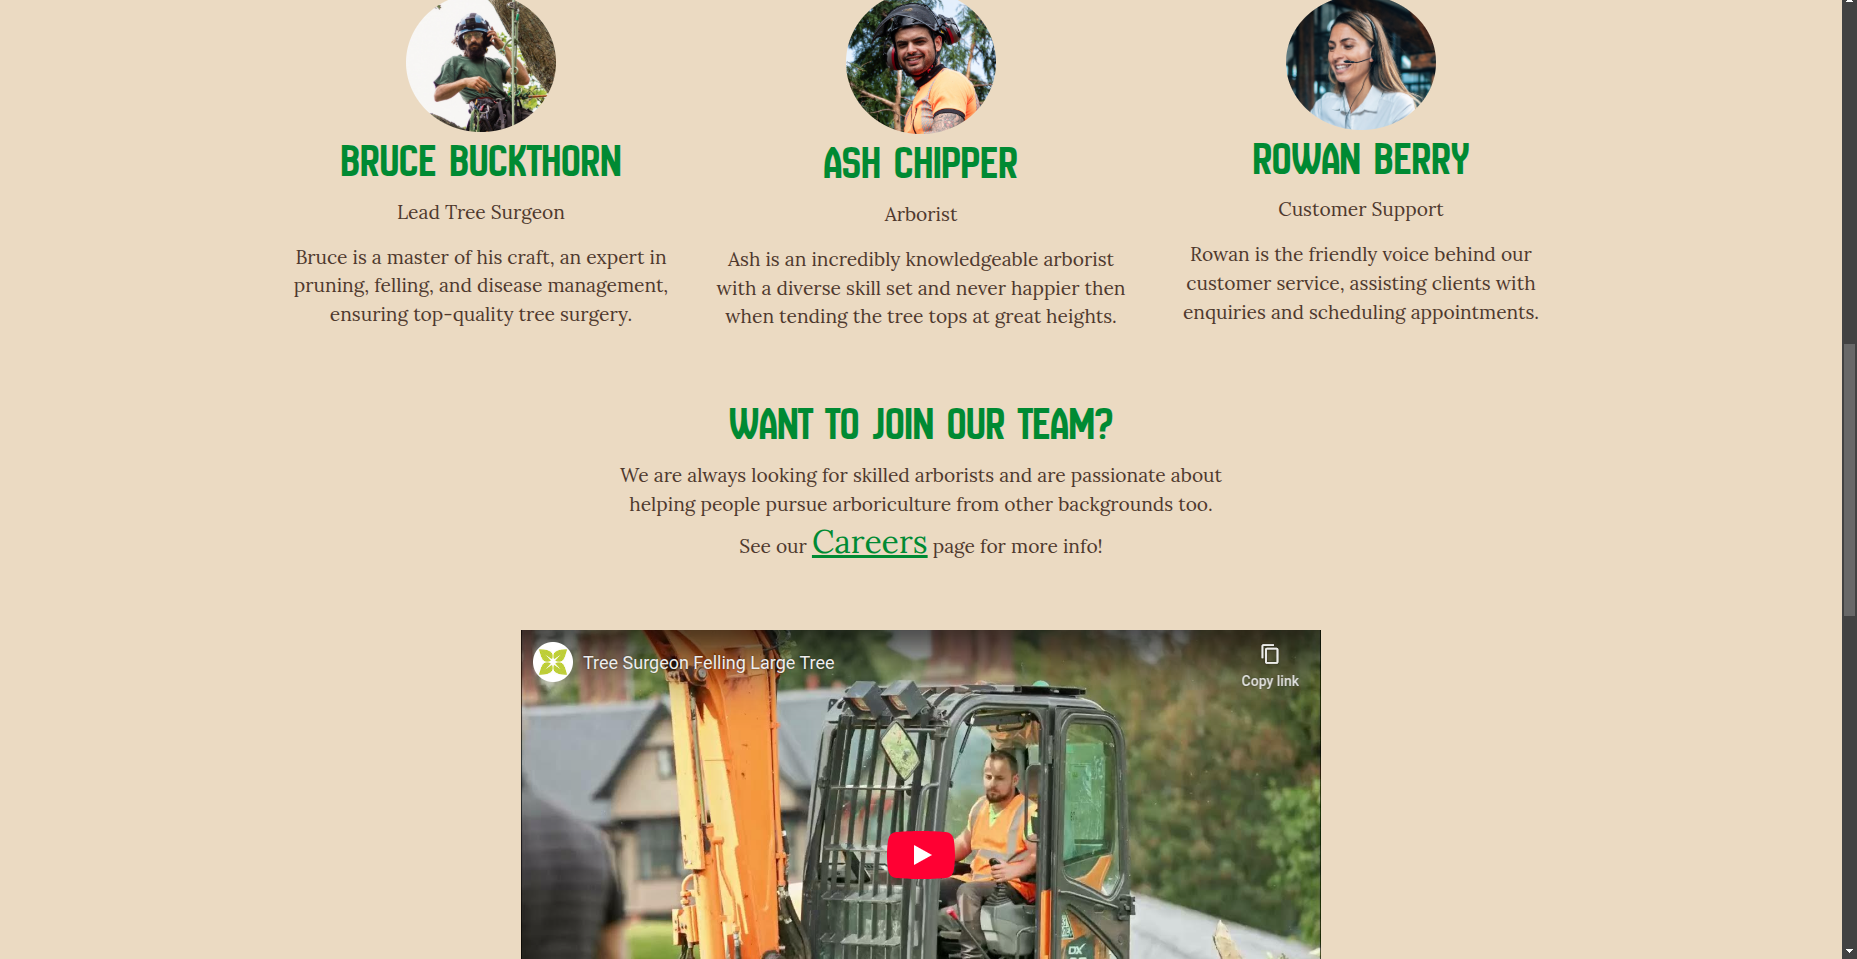 BRUCE BUCKTHORN
Lead Tree Surgeon
Bruce is a master of his craft, an expert in
pruning, felling, and disease management,
ensuring top-quality tree surgery.
ASH CHIPPER
Arborist
Ash is an incredibly knowledgeable arborist
with a diverse skill set and never happier then
when tending the tree tops at great heights.
ROWAN BERRY
Customer Support
Rowan is the friendly voice behind our
customer service, assisting clients with
enquiries and scheduling appointments.
WANT TO JOIN OUR TEAM?
We are always looking for skilled arborists and are passionate about
helping people pursue arboriculture from other backgrounds too.
See our Careers page for more info!
Tree Surgeon Felling Large Tree
Copy link
DX